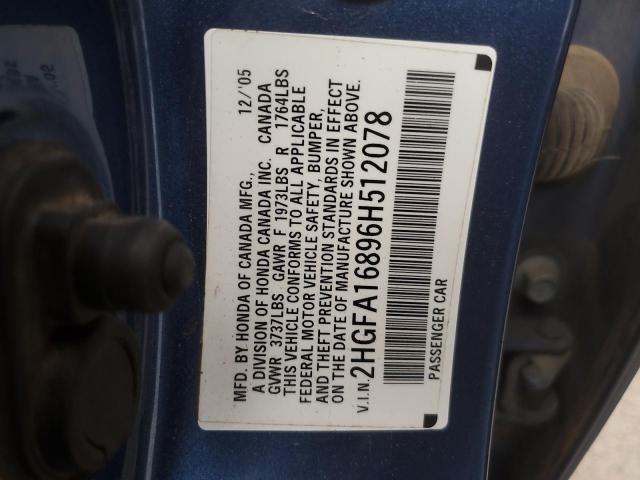 MFD. BY HONDA OF CANADA MFG., 12/'05
A DIVISION OF HONDA CANADA INC. CANADA
GVWR 3737LBS GAWR F 1973LBS R 1764LBS
THIS VEHICLE CONFORMS TO ALL APPLICABLE
FEDERAL MOTOR VEHICLE SAFETY, BUMPER,
AND THEFT PREVENTION STANDARDS IN EFFECT
ON THE DATE OF MANUFACTURE SHOWN ABOVE.
V.I.N. 2HGFA16896H512078
PASSENGER CAR